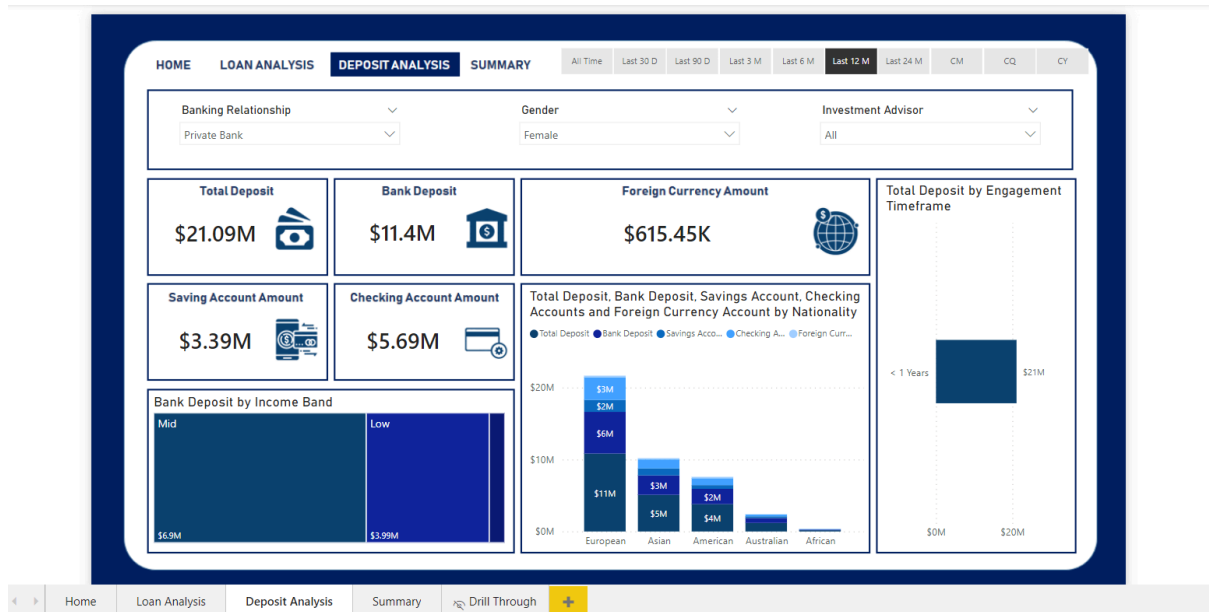 HOME
LOAN ANALYSIS
DEPOSIT ANALYSIS
SUMMARY
All Time
Last 30 D
Last 90 D
Last 3 M
Last 6 M
Last 12 M
Last 24 M
CM
CQ
CY
Banking Relationship
Private Bank
Gender
Female
Investment Advisor
All
Total Deposit
$21.09M
Bank Deposit
$11.4M
Foreign Currency Amount
$615.45K
Saving Account Amount
$3.39M
Checking Account Amount
$5.69M
Bank Deposit by Income Band
Mid
$6.9M
Low
$3.99M
Total Deposit, Bank Deposit, Savings Account, Checking
Accounts and Foreign Currency Account by Nationality
Total Deposit
Bank Deposit
Savings Acco...
Checking A...
Foreign Curr...
$20M
$10M
$0M
$3M
$2M
$6M
$11M
$3M
$5M
$2M
$4M
European
Asian
American
Australian
African
Total Deposit by Engagement
Timeframe
< 1 Years
$21M
$0M
$20M
Home
Loan Analysis
Deposit Analysis
Summary
Drill Through
+